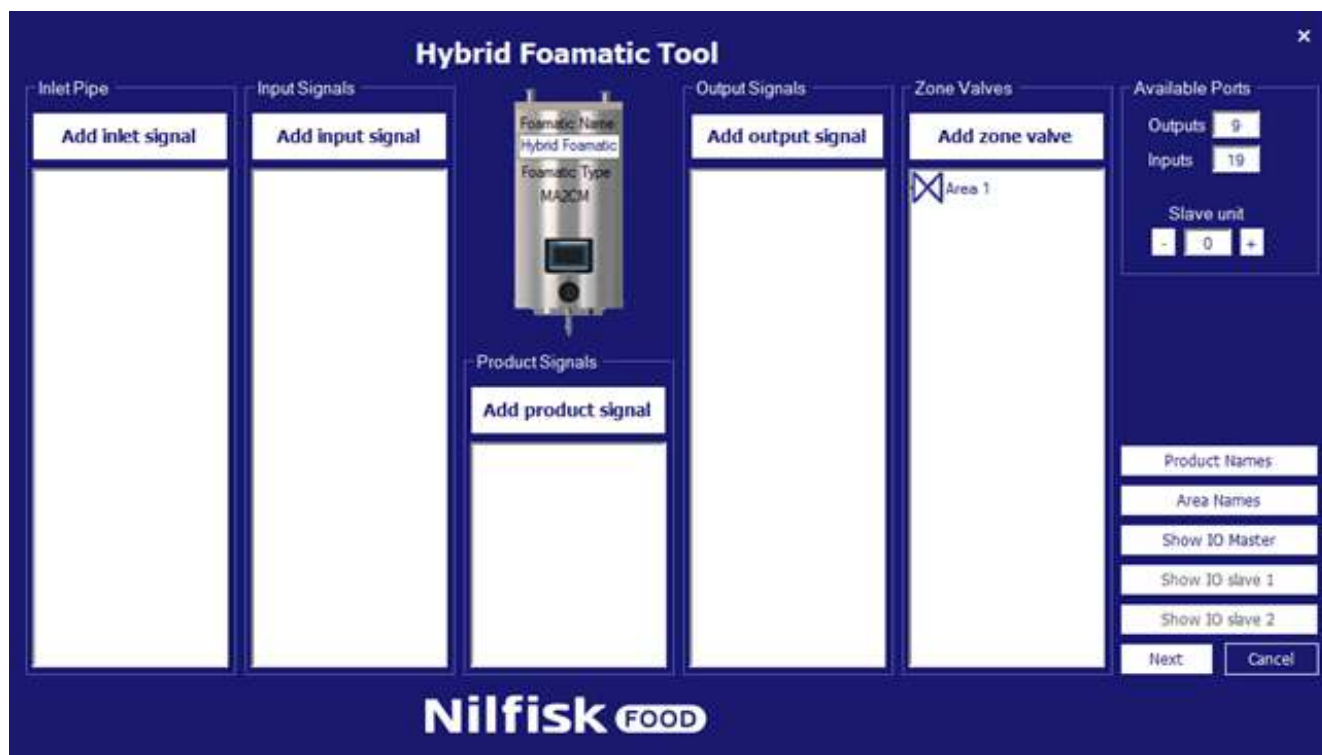 ×
Hybrid Foamatic Tool
Inlet Pipe
Add inlet signal
Input Signals
Add input signal
Foamatic Name
Hybrid Foamatic
Foamatic Type
MA2CM
Product Signals
Add product signal
Output Signals
Add output signal
Zone Valves
Add zone valve
Area 1
Available Ports
Outputs 9
Inputs 19
Slave unit
- 0 +
Product Names
Area Names
Show IO Master
Show IO slave 1
Show IO slave 2
Next Cancel
Nilfisk FOOD